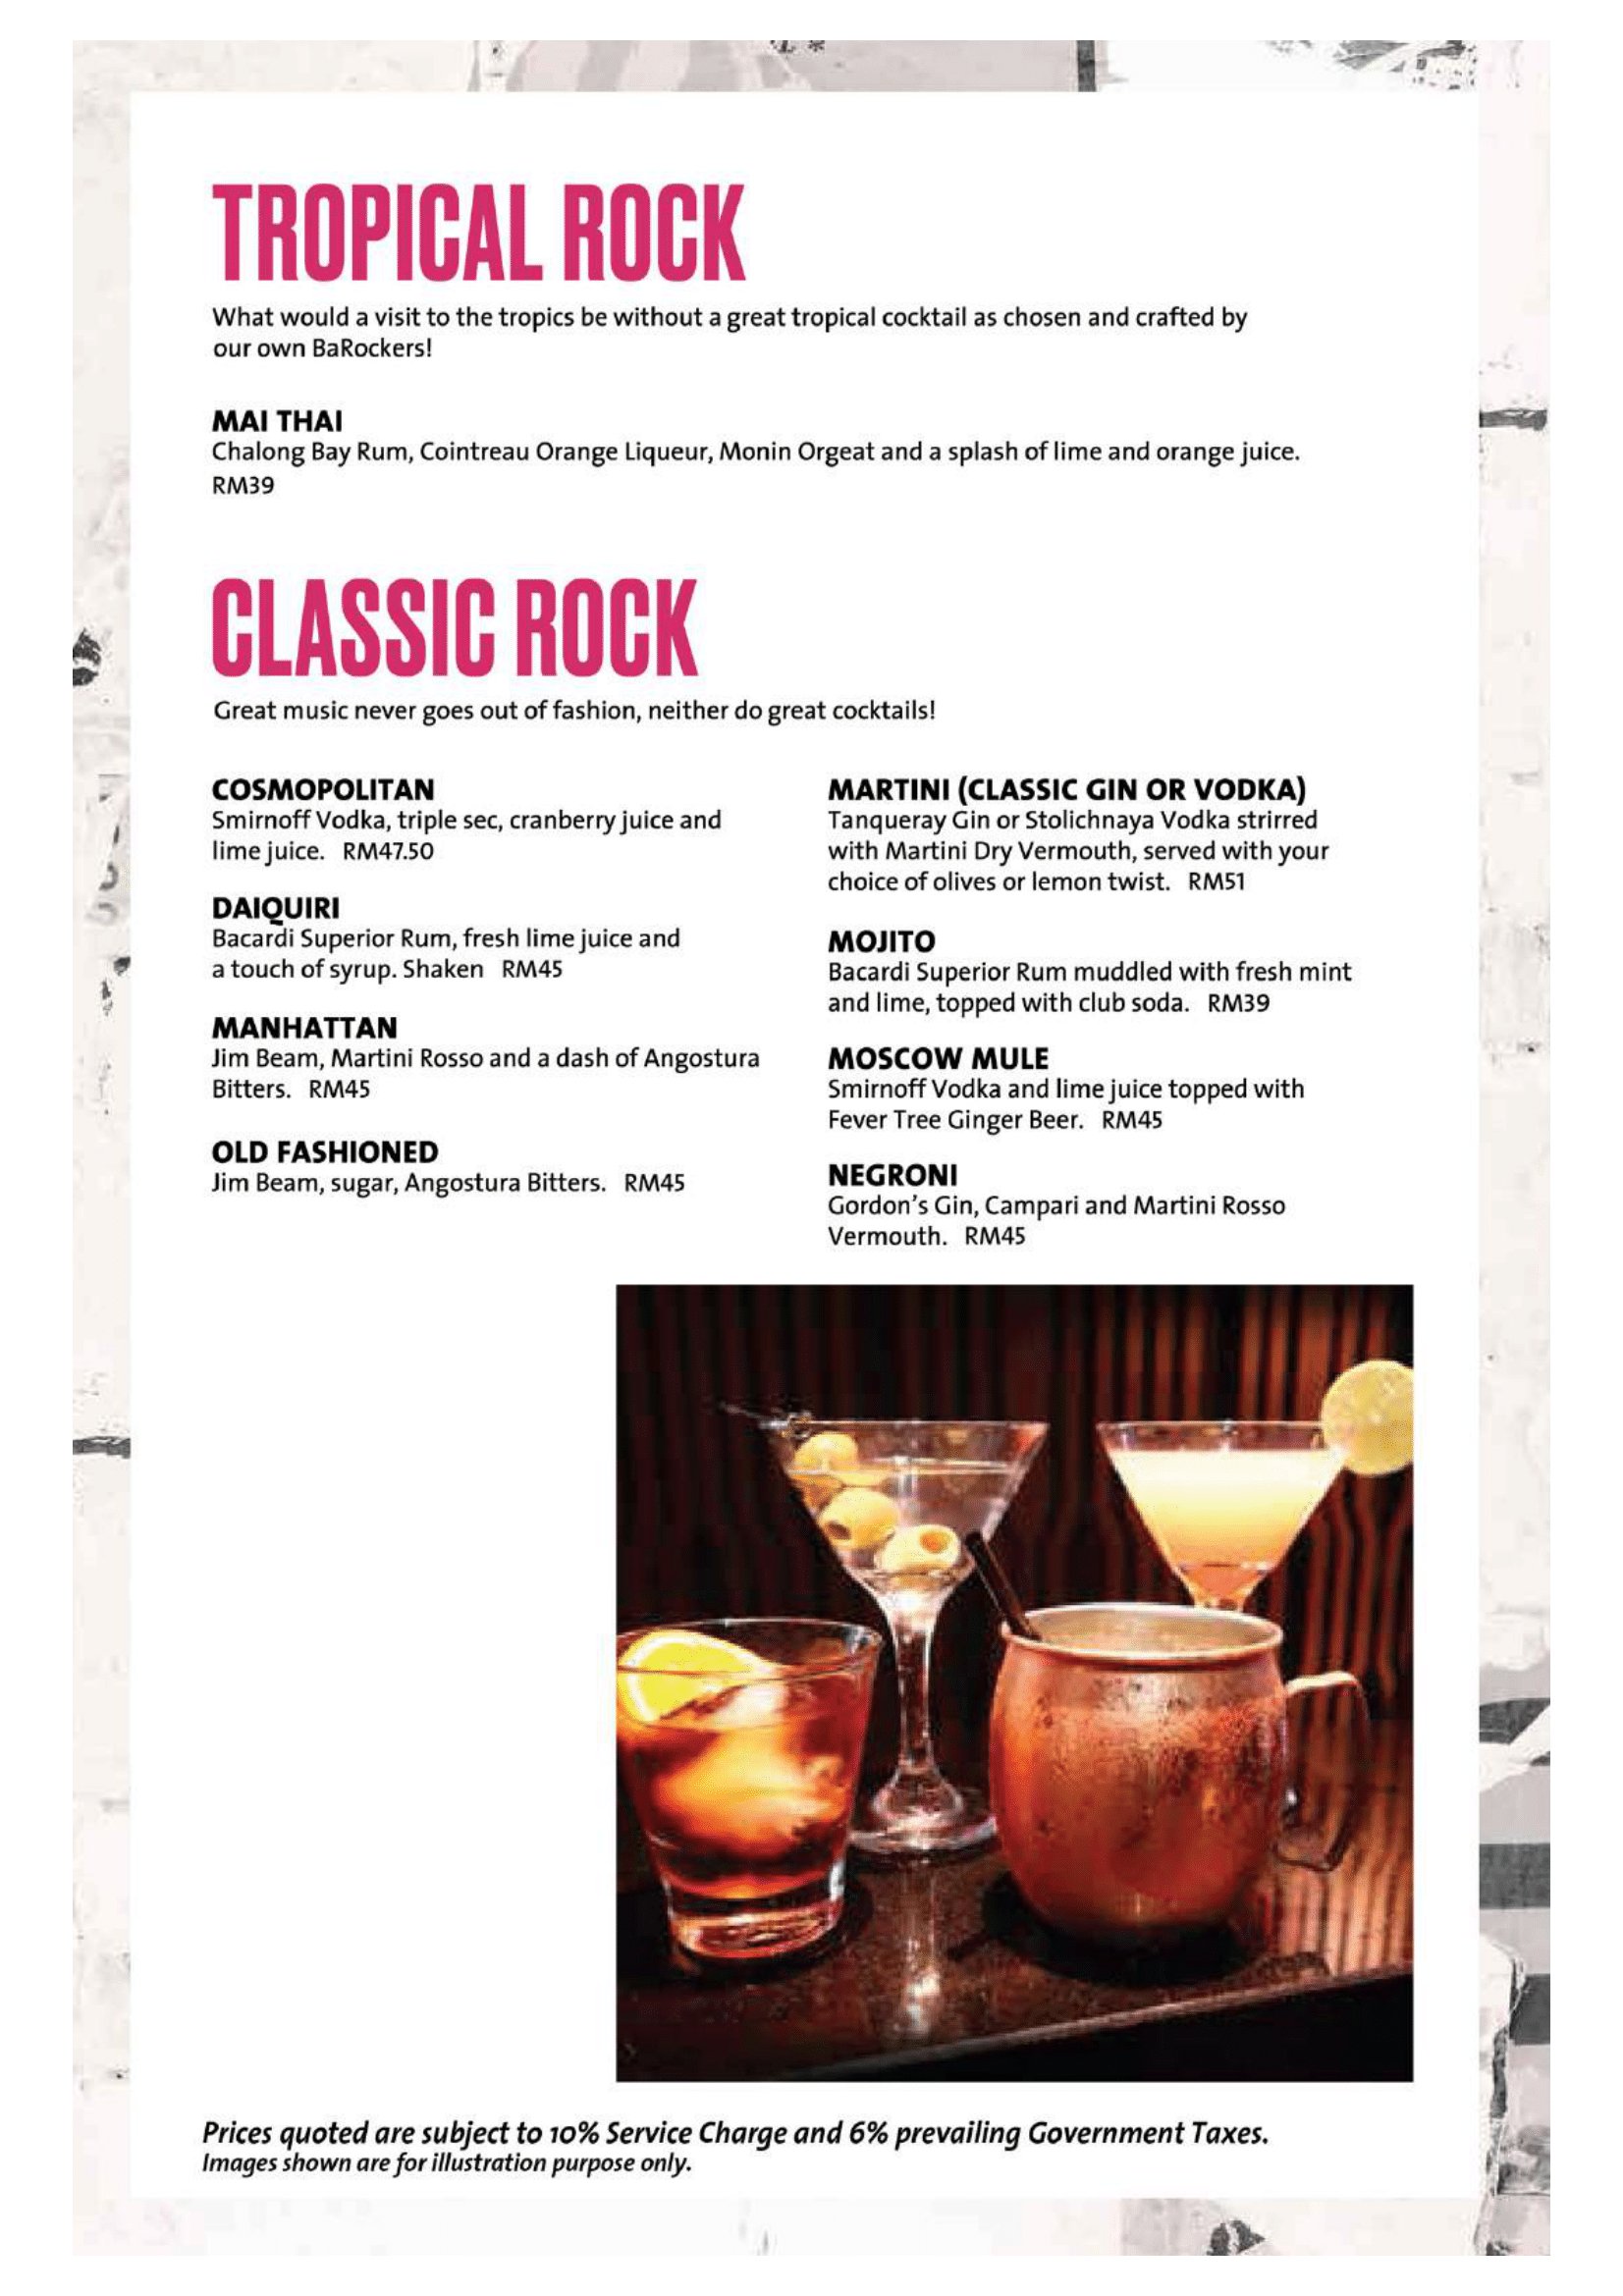 TROPICAL ROCK
What would a visit to the tropics be without a great tropical cocktail as chosen and crafted by
our own BaRockers!
MAI THAI
Chalong Bay Rum, Cointreau Orange Liqueur, Monin Orgeat and a splash of lime and orange juice.
RM39
CLASSIC ROCK
Great music never goes out of fashion, neither do great cocktails!
COSMOPOLITAN
Smirnoff Vodka, triple sec, cranberry juice and
lime juice. RM47.50
DAIQUIRI
Bacardi Superior Rum, fresh lime juice and
a touch of syrup. Shaken RM45
MANHATTAN
Jim Beam, Martini Rosso and a dash of Angostura
Bitters. RM45
OLD FASHIONED
Jim Beam, sugar, Angostura Bitters. RM45
MARTINI (CLASSIC GIN OR VODKA)
Tanqueray Gin or Stolichnaya Vodka strirred
with Martini Dry Vermouth, served with your
choice of olives or lemon twist. RM51
MOJITO
Bacardi Superior Rum muddled with fresh mint
and lime, topped with club soda. RM39
MOSCOW MULE
Smirnoff Vodka and lime juice topped with
Fever Tree Ginger Beer. RM45
NEGRONI
Gordon's Gin, Campari and Martini Rosso
Vermouth. RM45
Prices quoted are subject to 10% Service Charge and 6% prevailing Government Taxes.
Images shown are for illustration purpose only.